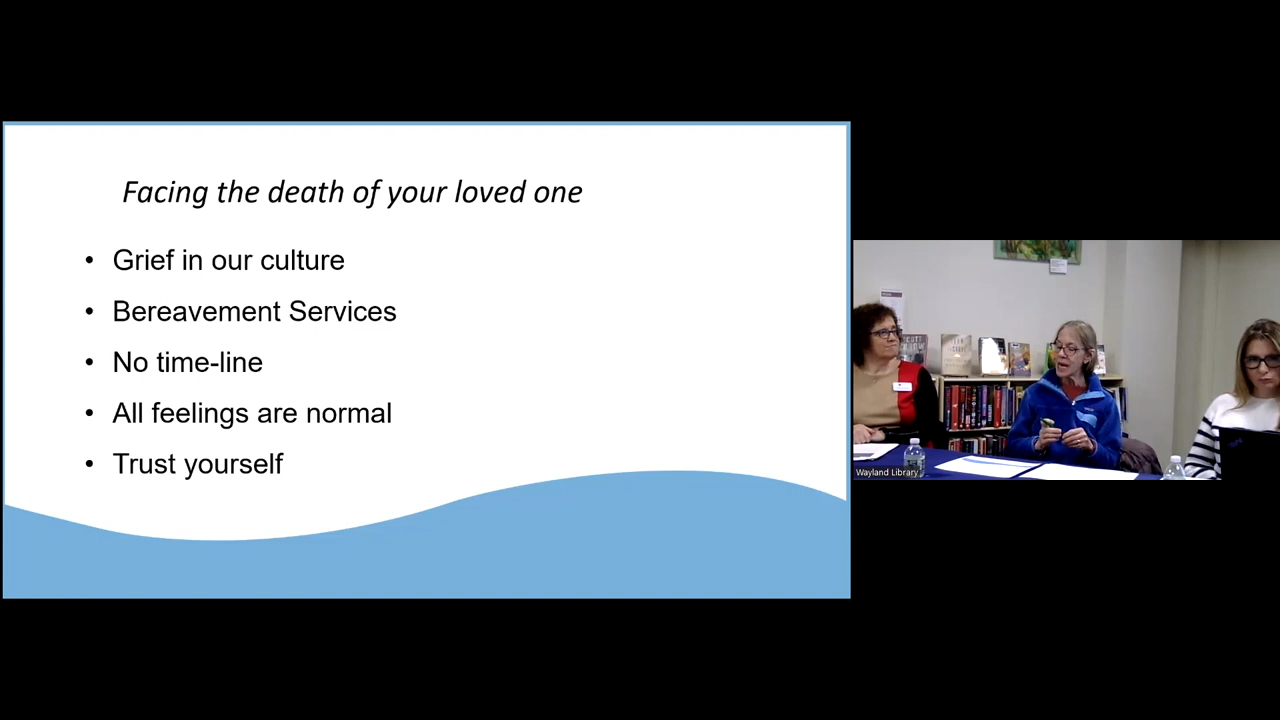 Facing the death of your loved one
• Grief in our culture
• Bereavement Services
• No time-line
• All feelings are normal
• Trust yourself
Wayland Library